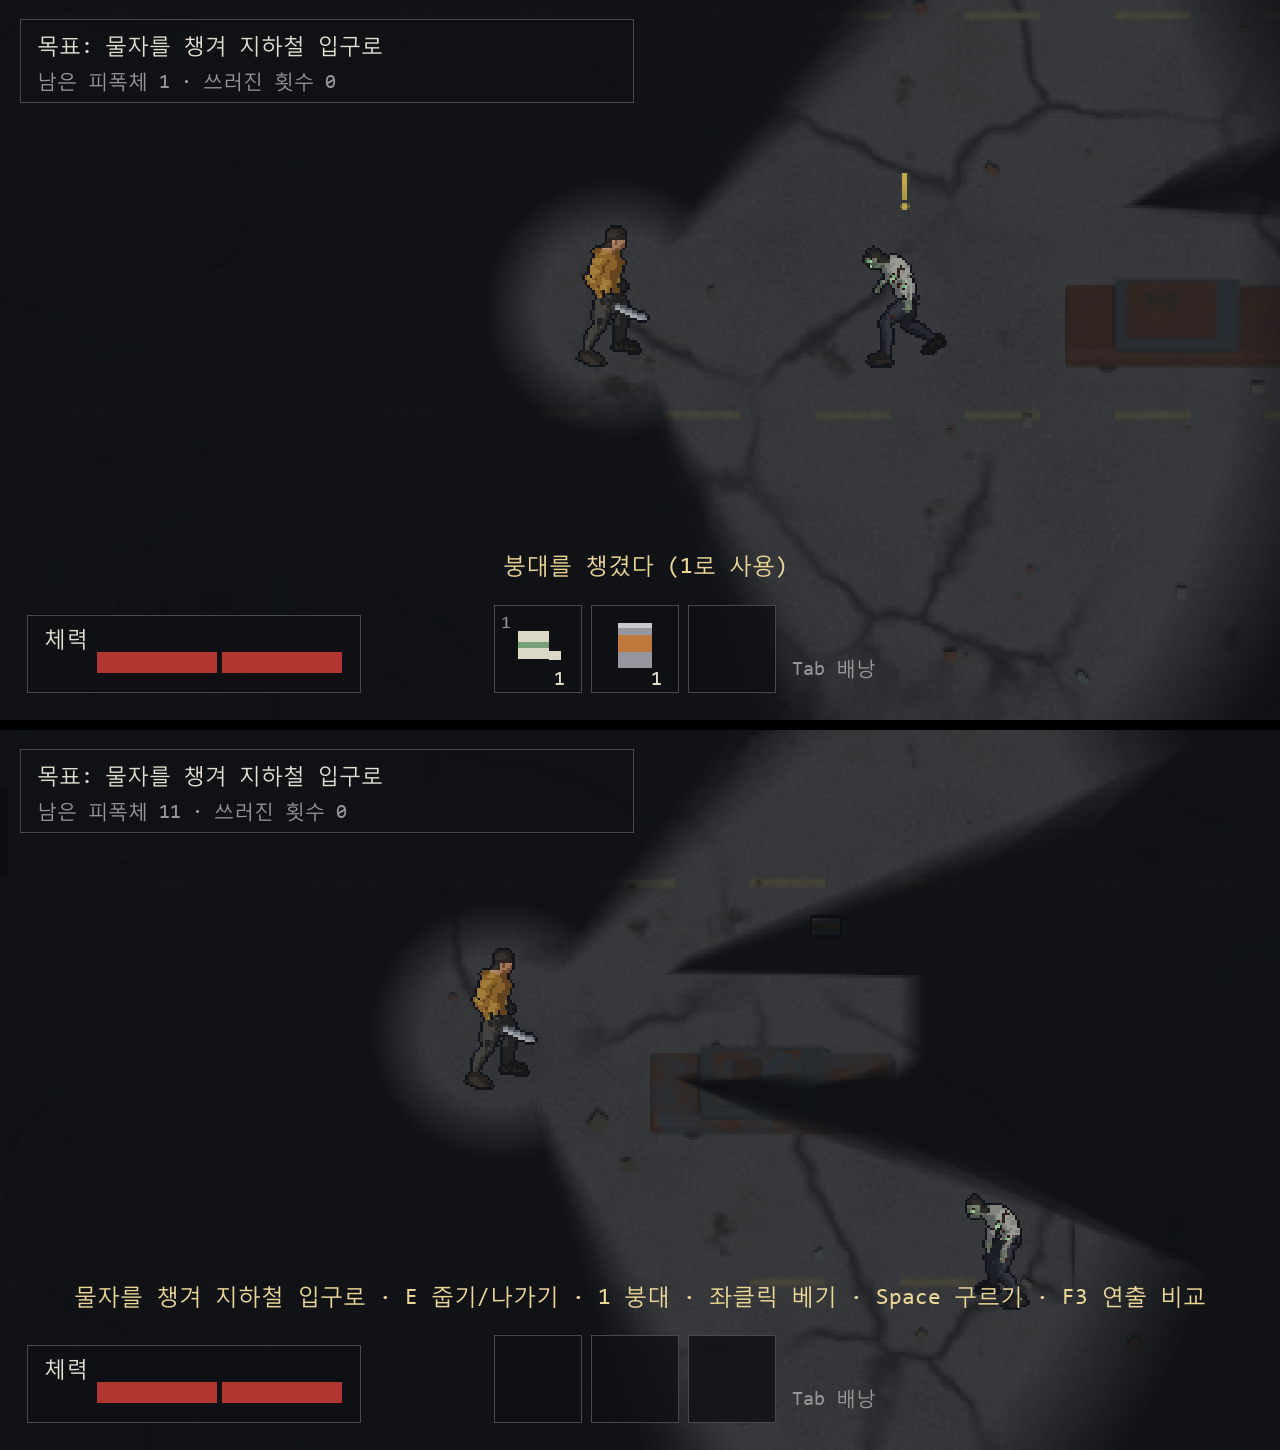 목표: 물자를 챙겨 지하철 입구로
남은 피폭체 1 · 쓰러진 횟수 0
!
붕대를 챙겼다 (1로 사용)
체력
1
1
1
Tab 배낭
목표: 물자를 챙겨 지하철 입구로
남은 피폭체 11 · 쓰러진 횟수 0
물자를 챙겨 지하철 입구로 · E 줍기/나가기 · 1 붕대 · 좌클릭 베기 · Space 구르기 · F3 연출 비교
체력
Tab 배낭